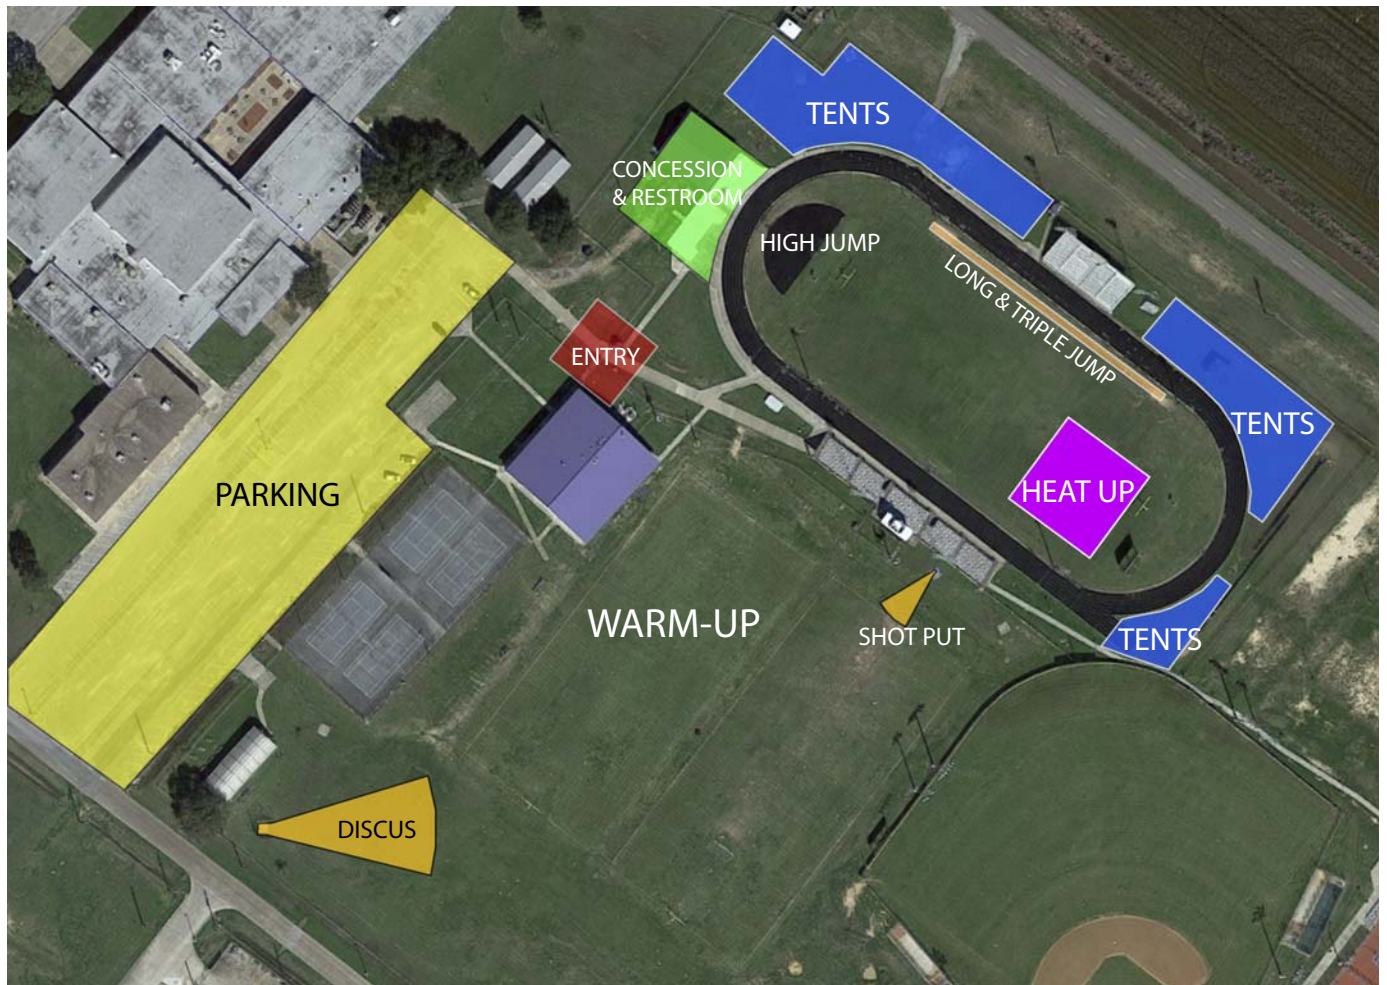 TENTS
CONCESSION
& RESTROOM
HIGH JUMP
LONG & TRIPLE JUMP
ENTRY
TENTS
PARKING
HEAT UP
WARM-UP
SHOT PUT
TENTS
DISCUS